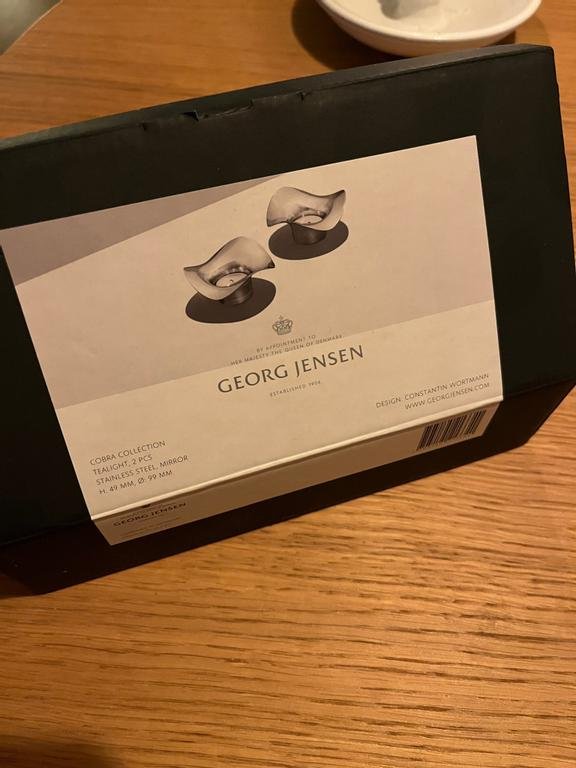 BY APPOINTMENT TO
HER MAJESTY THE QUEEN OF DENMARK
GEORG JENSEN
ESTABLISHED 1904
COBRA COLLECTION
TEALIGHT, 2 PCS
STAINLESS STEEL, MIRROR
H. 49 MM, Ø: 99 MM
DESIGN: CONSTANTIN WORTMANN
WWW.GEORGJENSEN.COM
GEORG JENSEN